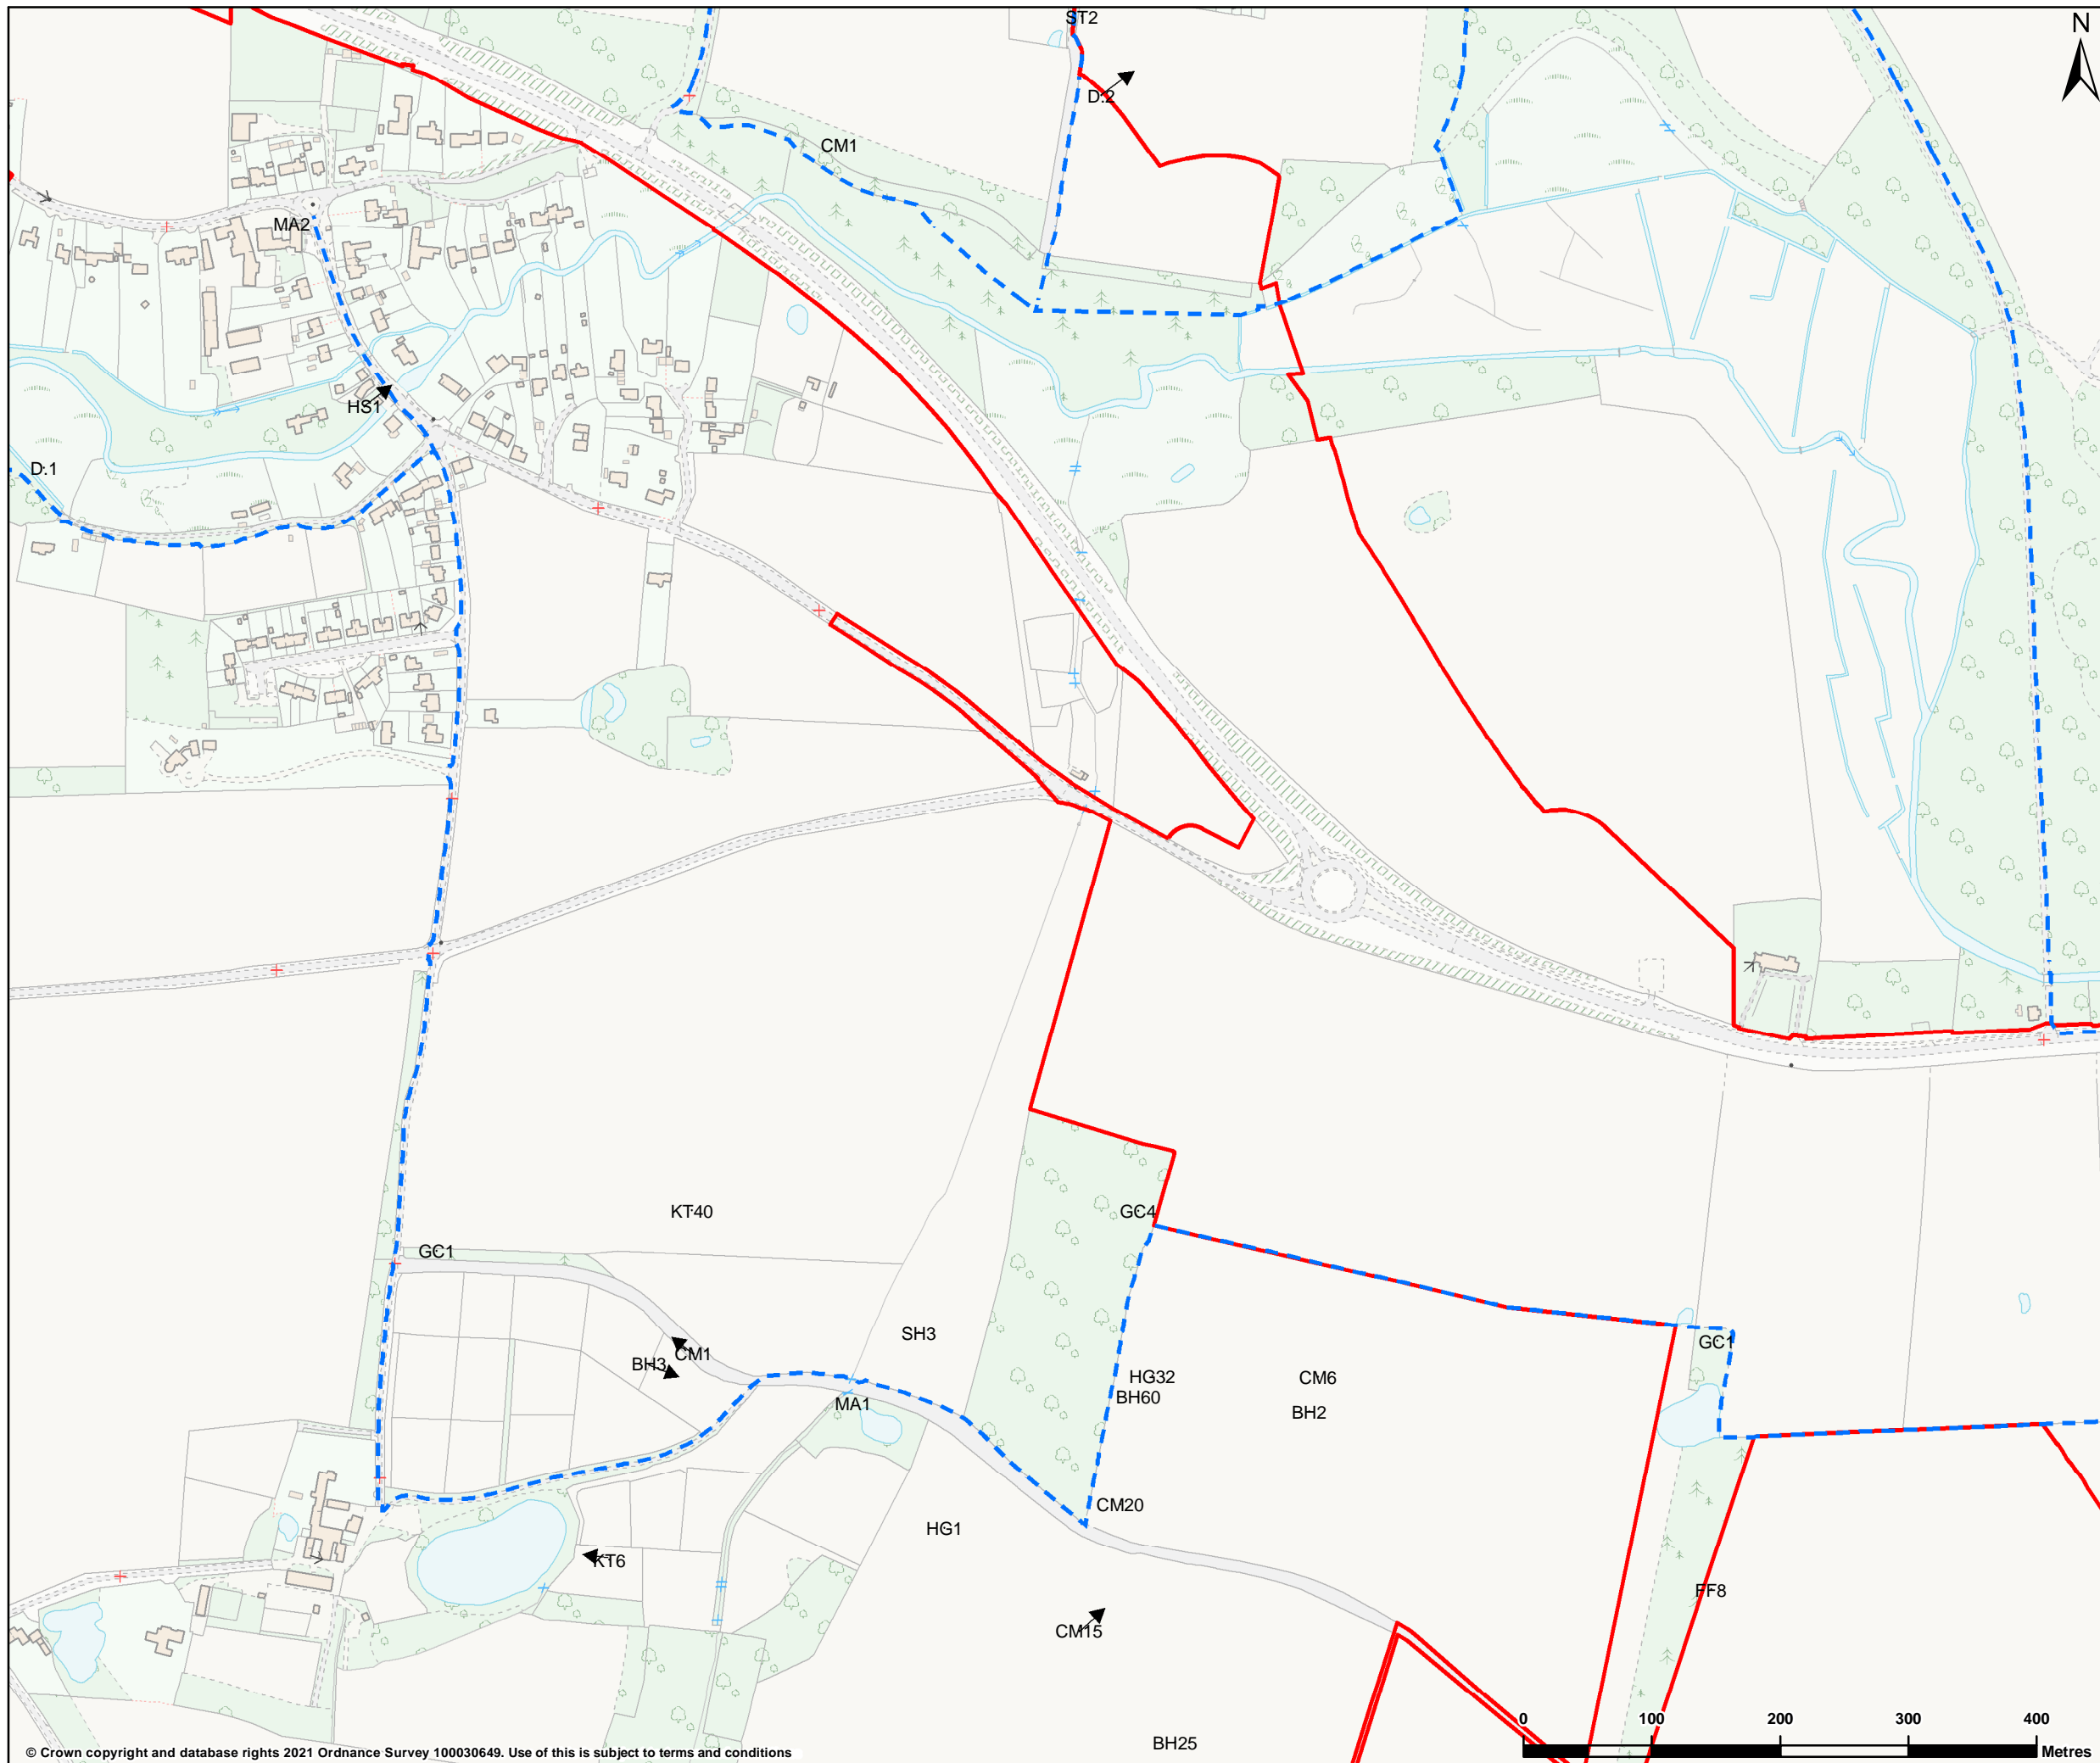 ST2
N
D.2
CM1
MA2
HS1
D.1
KT40
GC4
GC1
SH3
GC1
CM1
BH3
HG32
CM6
BH60
MA1
BH2
CM20
HG1
KT6
FF8
CM15
0 100 200 300 400
BH25
Metres
© Crown copyright and database rights 2021 Ordnance Survey 100030649. Use of this is subject to terms and conditions